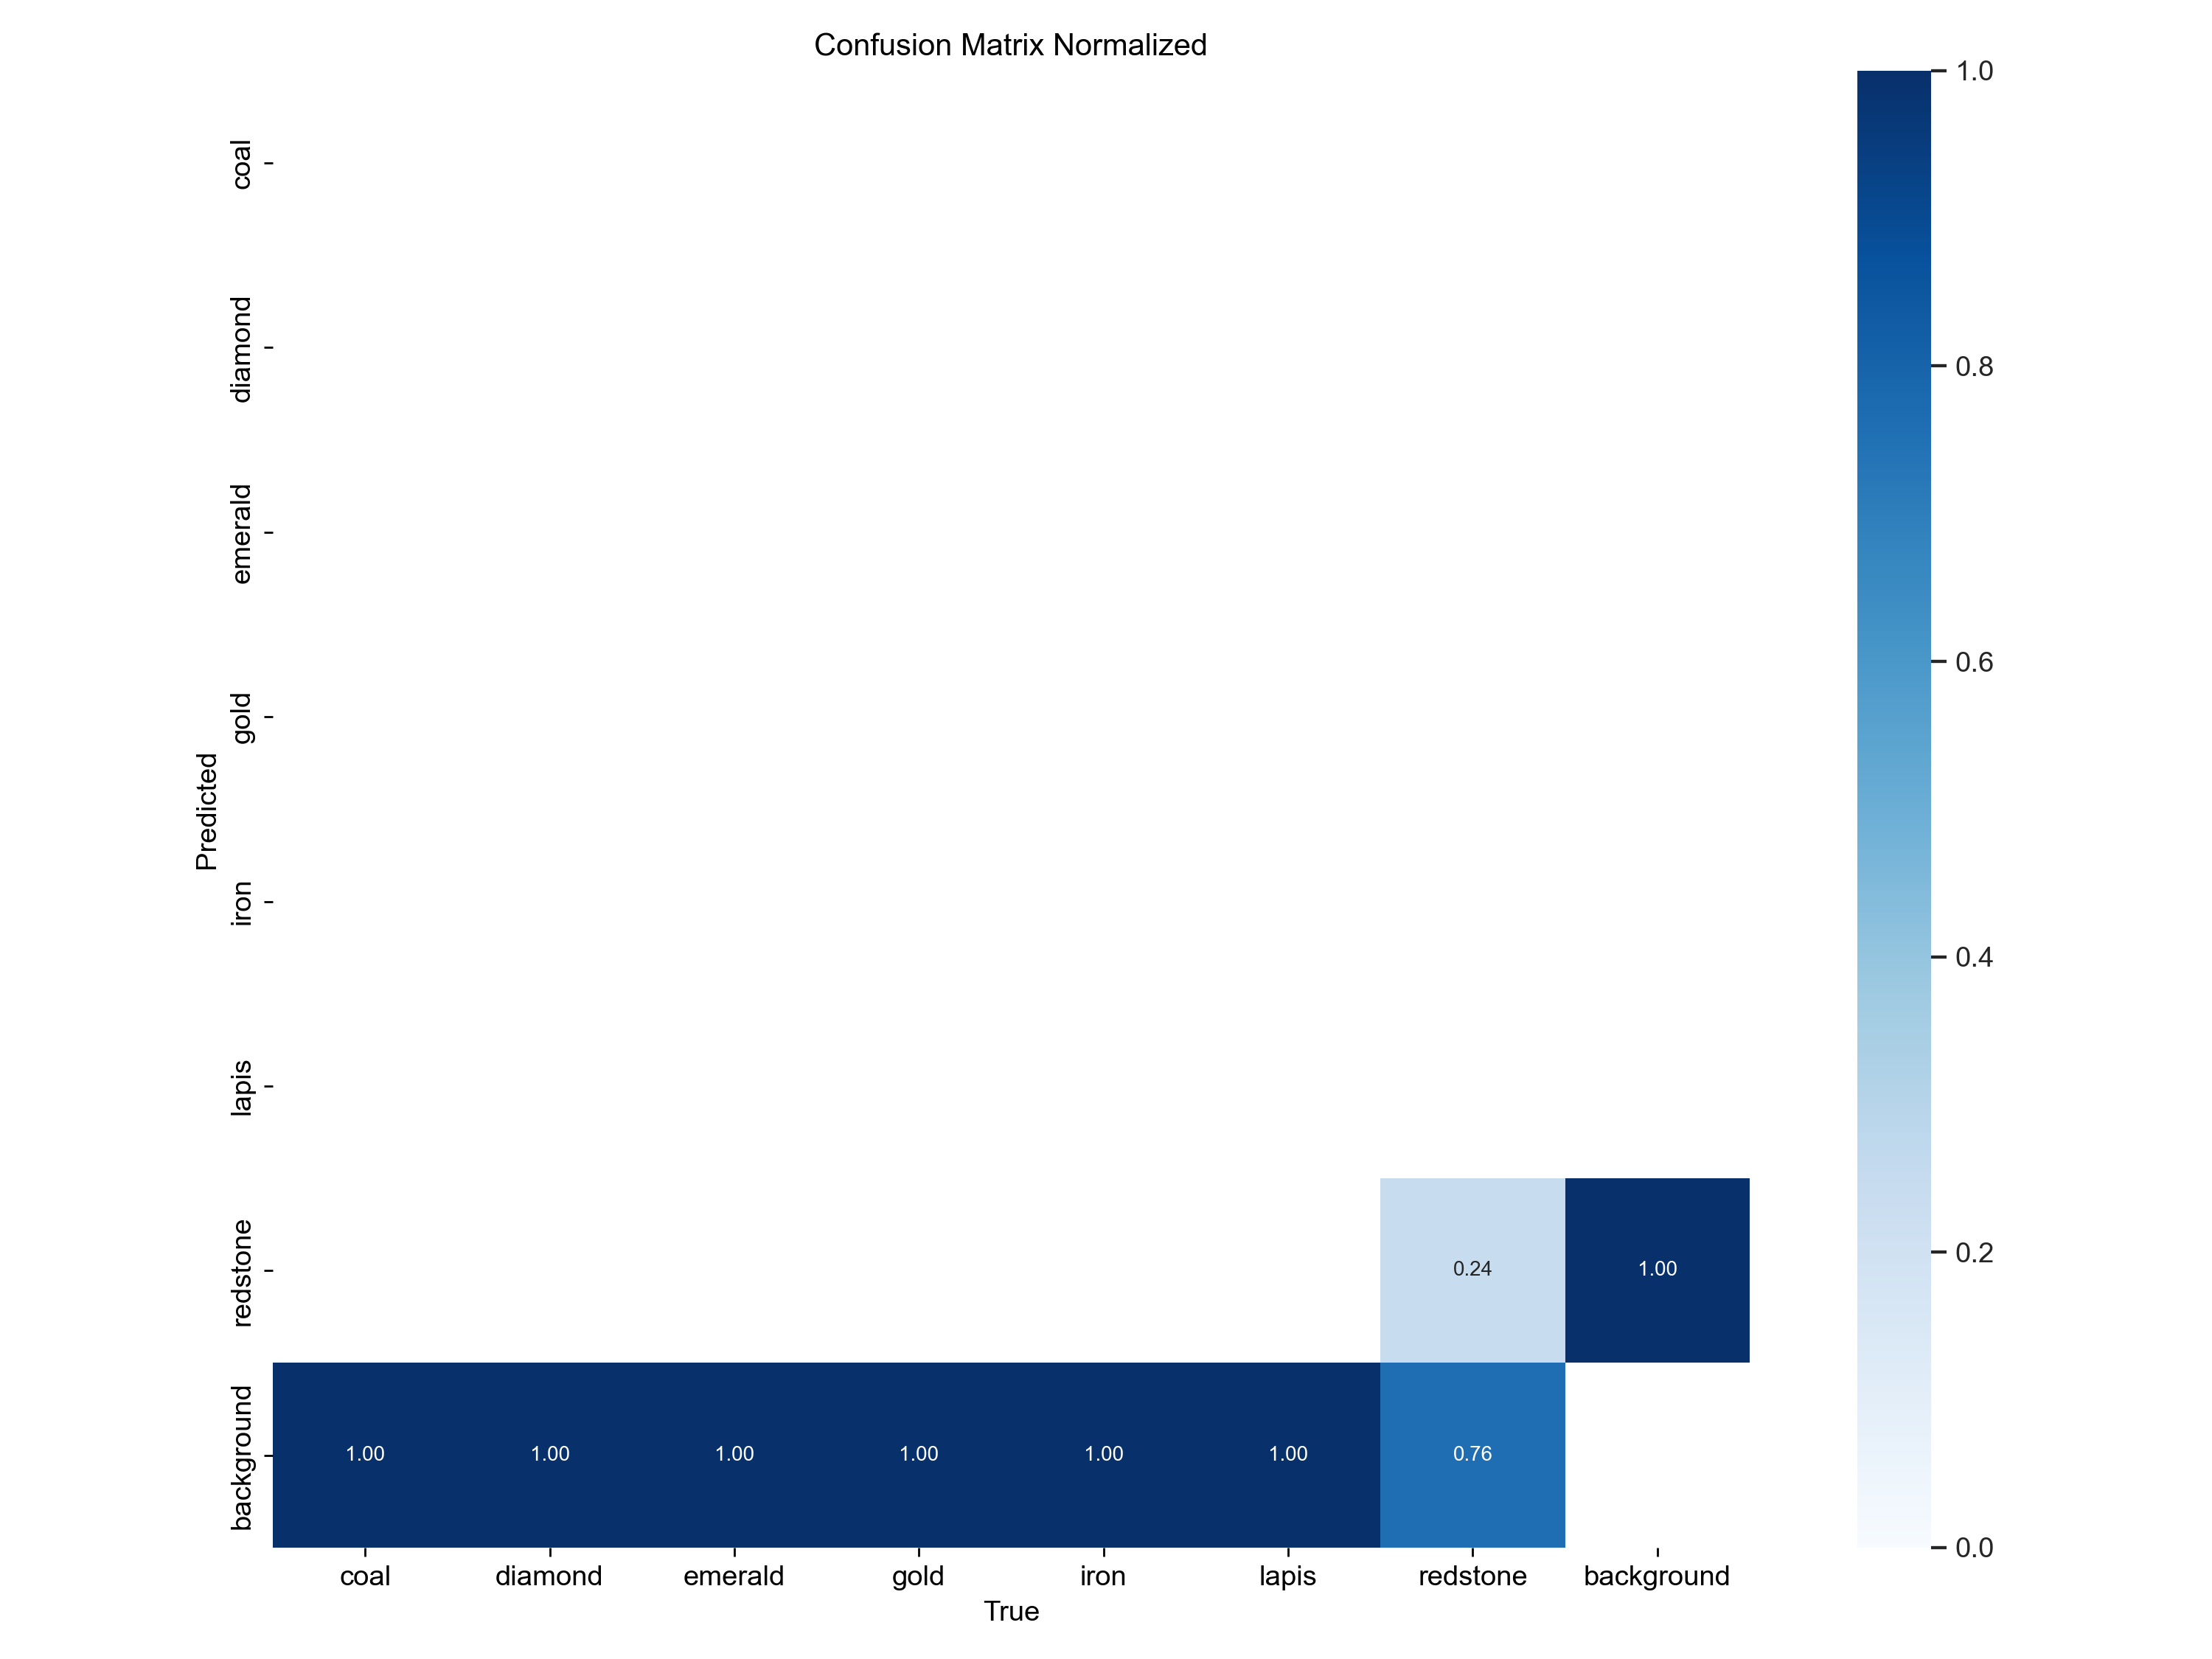 Confusion Matrix Normalized
coal
diamond
emerald
gold
iron
lapis
redstone
background
Predicted
0.24 1.00
1.00 1.00 1.00 1.00 1.00 1.00 0.76
coal diamond emerald gold iron lapis redstone background
True
1.0
0.8
0.6
0.4
0.2
0.0